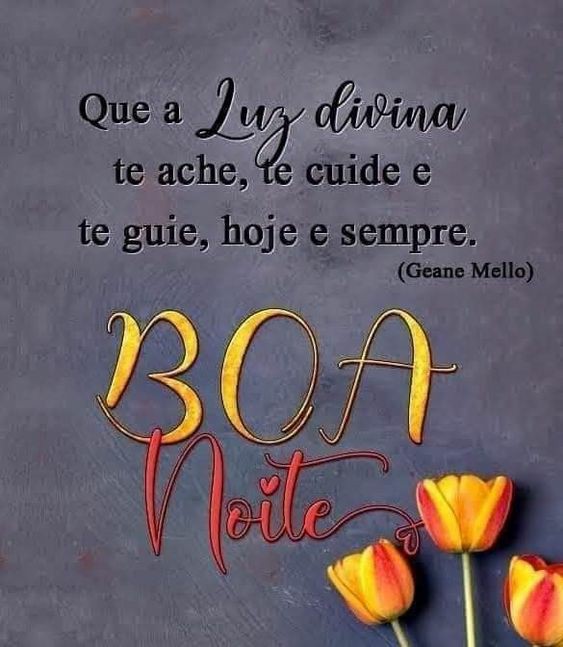 Que a Luz divina
te ache, te cuide e
te guie, hoje e sempre.
(Geane Mello)
BOA
Noite